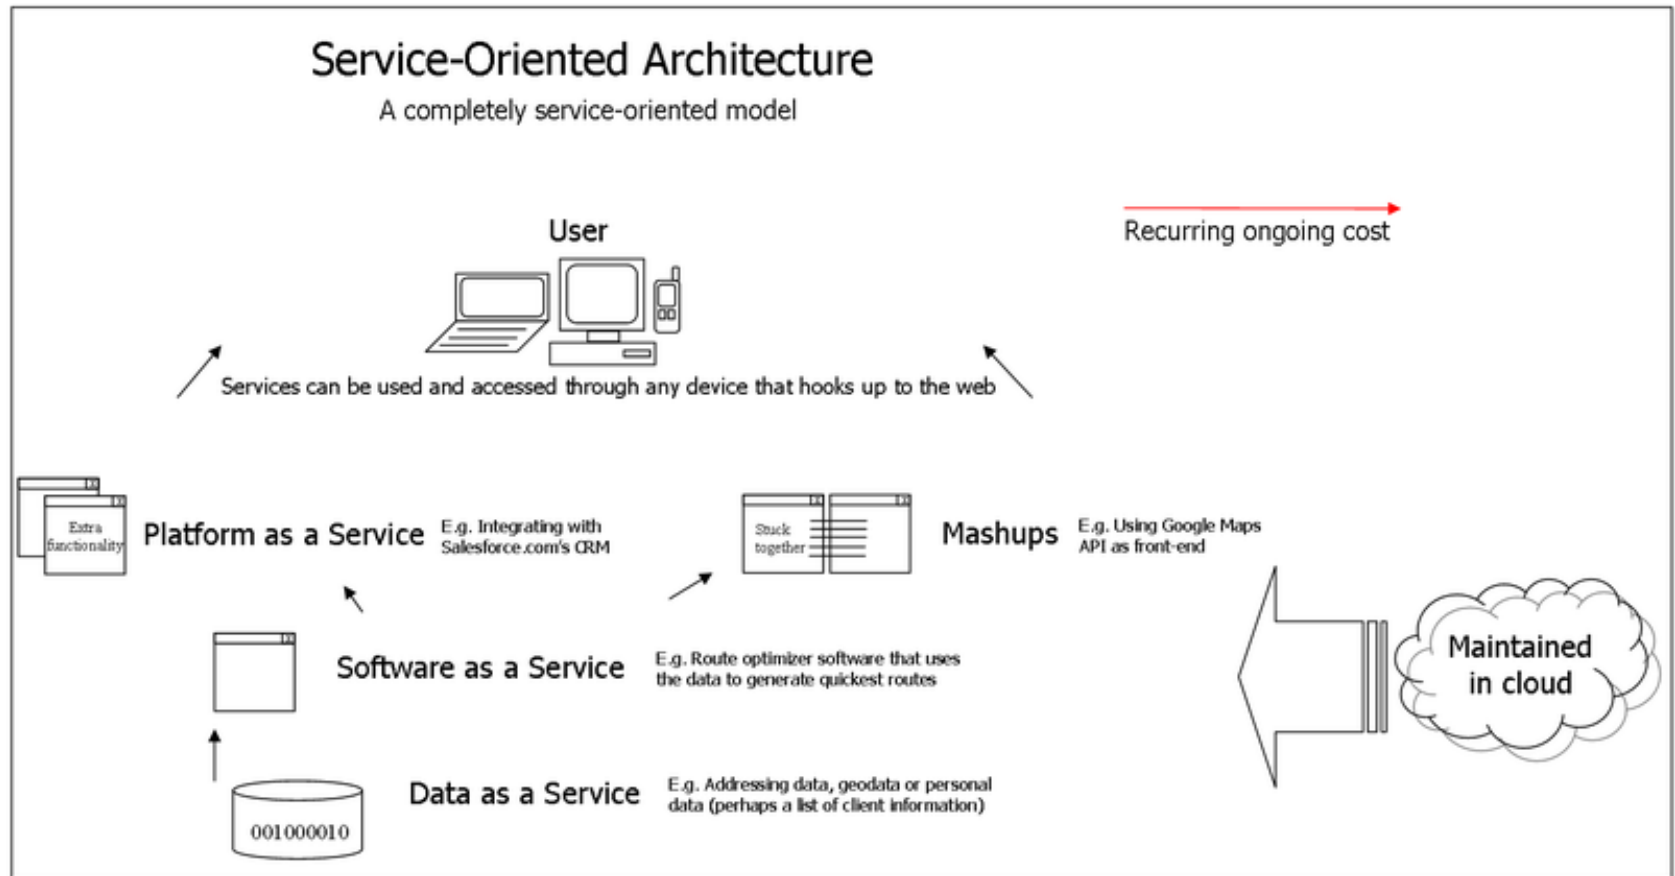 Service-Oriented Architecture
A completely service-oriented model
User
Recurring ongoing cost
Services can be used and accessed through any device that hooks up to the web
X
X
Extra
functionality
Platform as a Service
E.g. Integrating with
Salesforce.com's CRM
X
X
Stuck
together
Mashups
E.g. Using Google Maps
API as front-end
X
Software as a Service
E.g. Route optimizer software that uses
the data to generate quickest routes
Maintained
in cloud
001000010
Data as a Service
E.g. Addressing data, geodata or personal
data (perhaps a list of client information)